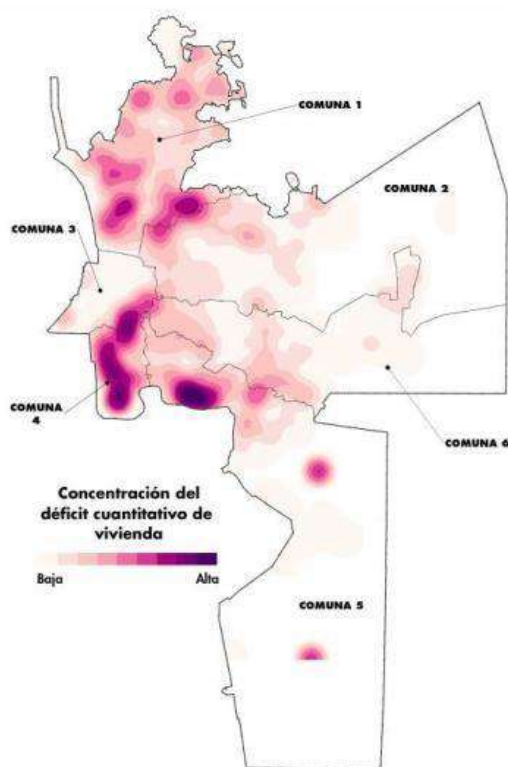 COMUNA 1
COMUNA 2
COMUNA 3
COMUNA
4
COMUNA 6
Concentración del
déficit cuantitativo de
vivienda
Baja Alta
COMUNA 5